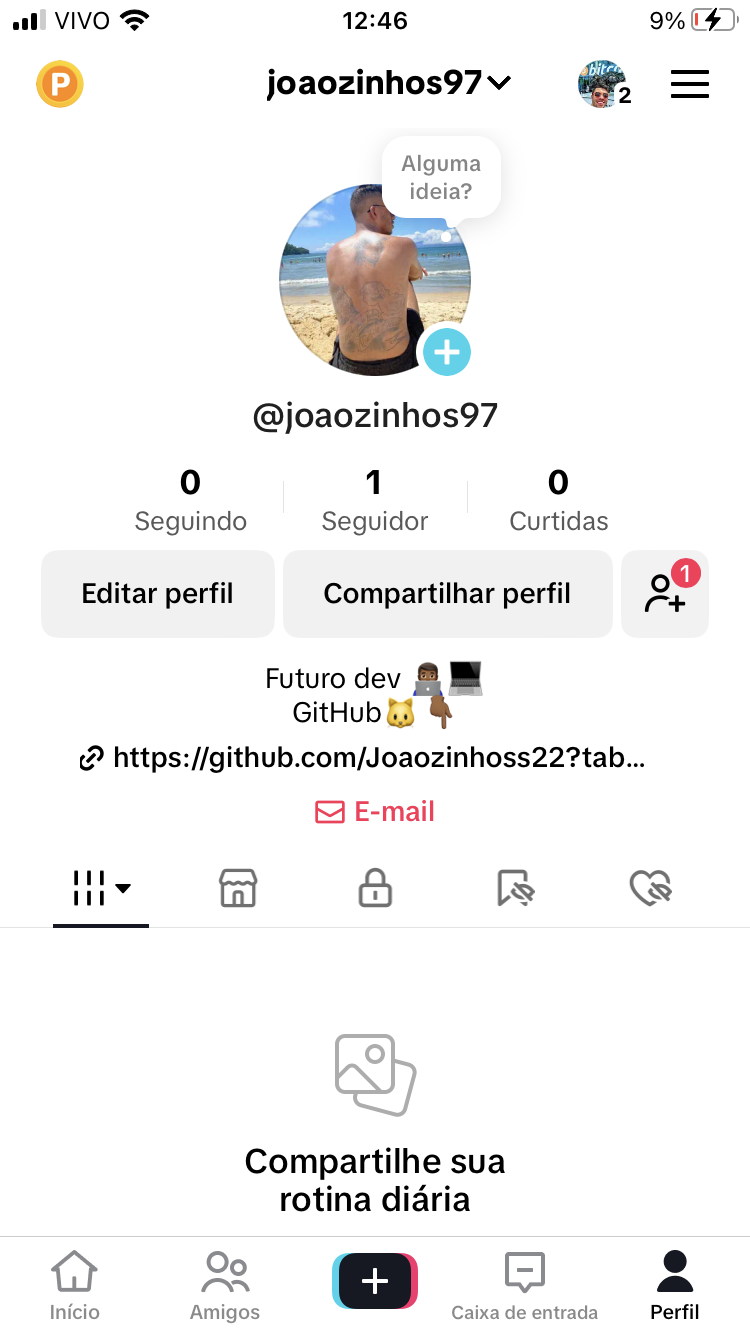 VIVO 12:46 9%
P joaozinhos97 2
Alguma
ideia?
@joaozinhos97
0 1 0
Seguindo Seguidor Curtidas
Editar perfil Compartilhar perfil 1
Futuro dev 👨🏾‍💻💻
GitHub🐱👇🏾
https://github.com/Joaozinhoss22?tab...
E-mail
Compartilhe sua
rotina diária
Início Amigos Caixa de entrada Perfil